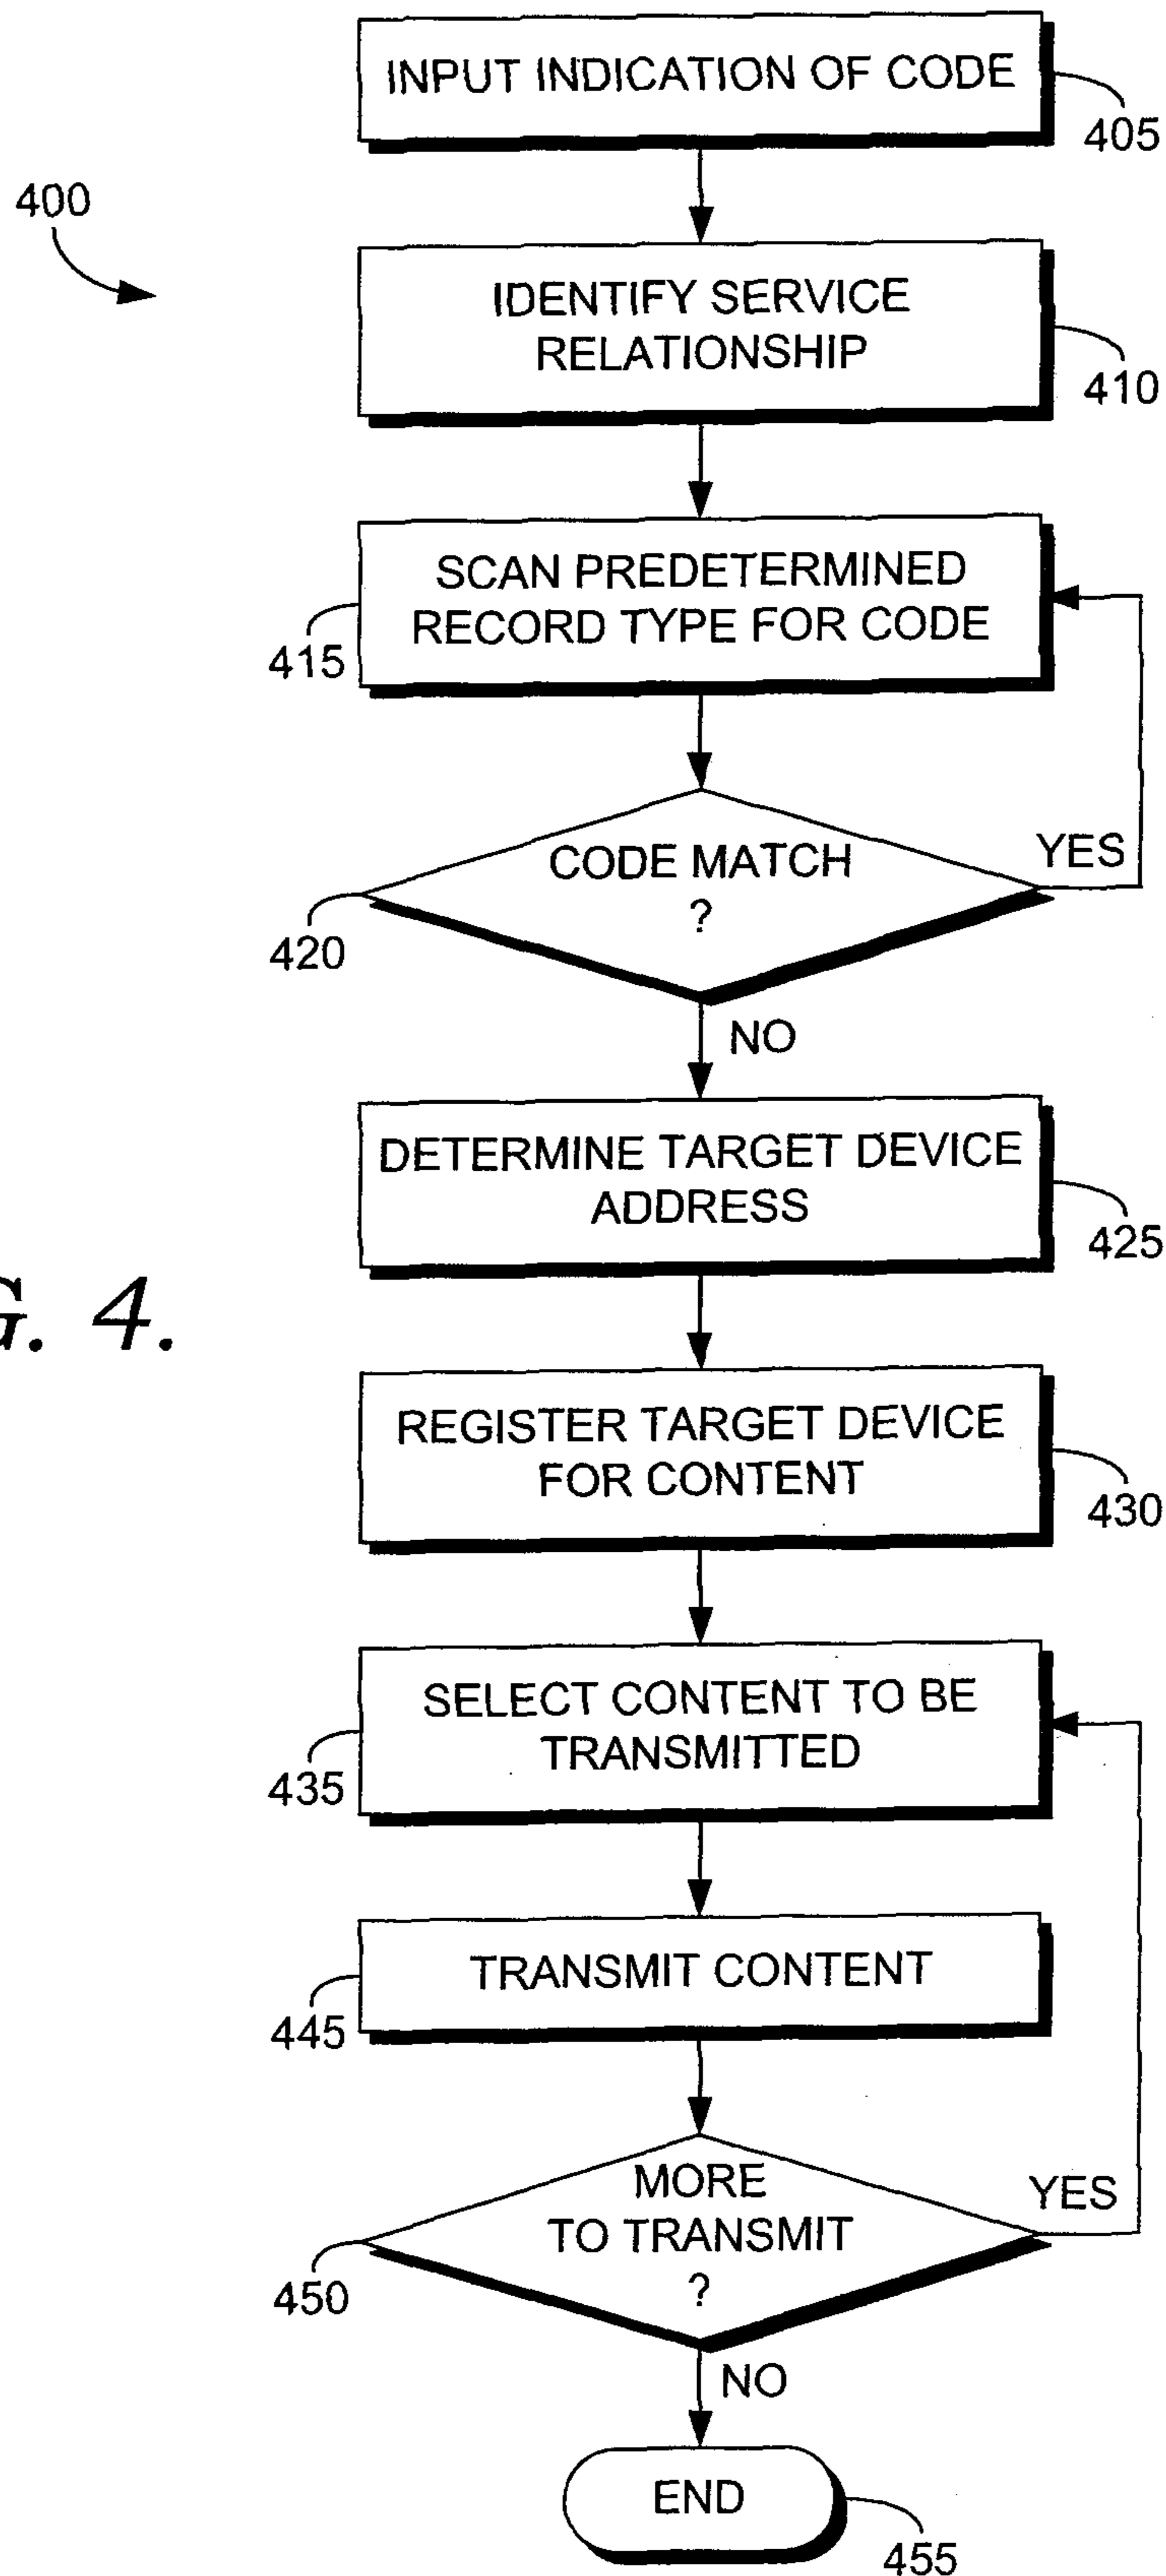 INPUT INDICATION OF CODE
405
400
IDENTIFY SERVICE
RELATIONSHIP
410
SCAN PREDETERMINED
RECORD TYPE FOR CODE
415
CODE MATCH
?
YES
420
NO
DETERMINE TARGET DEVICE
ADDRESS
425
G. 4.
REGISTER TARGET DEVICE
FOR CONTENT
430
SELECT CONTENT TO BE
TRANSMITTED
435
TRANSMIT CONTENT
445
MORE
TO TRANSMIT
?
YES
450
NO
END
455